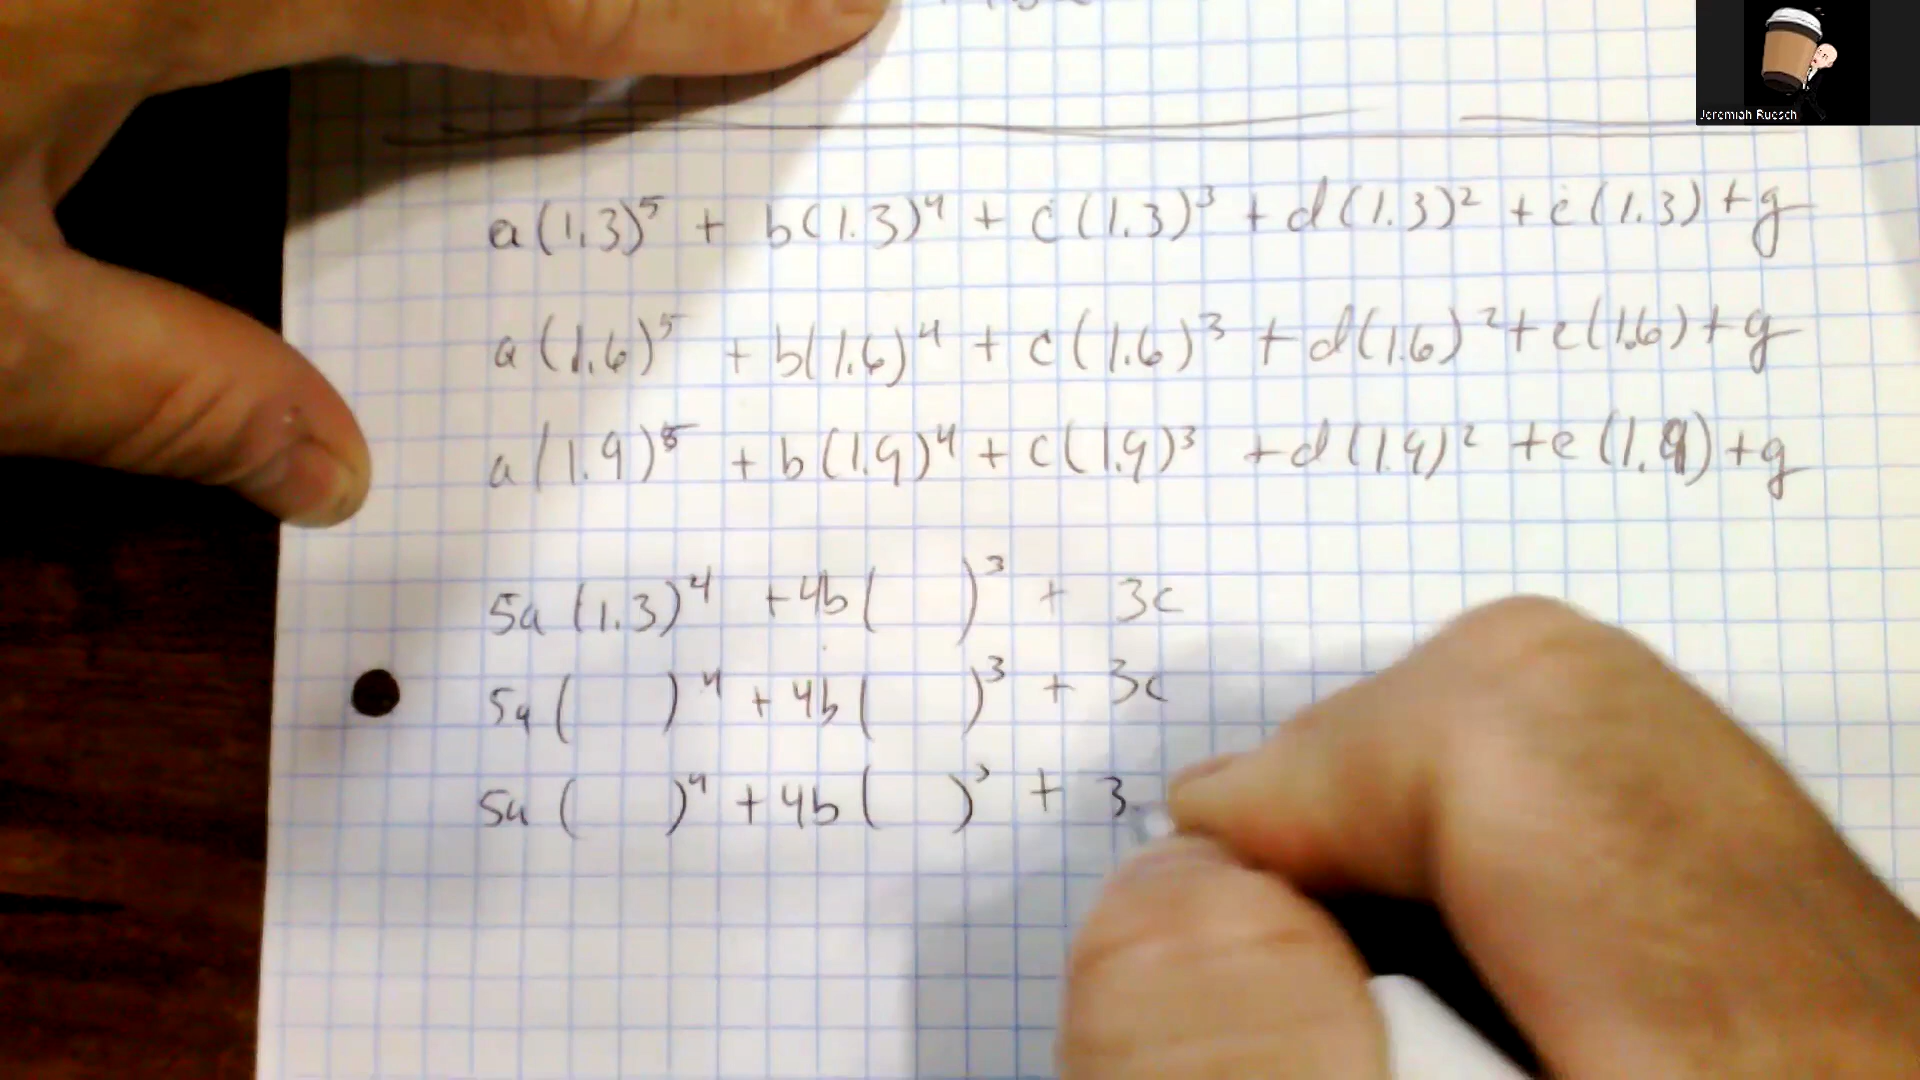 Jeremiah Ruesch
a(1.3)⁵ + b(1.3)⁴ + c(1.3)³ + d(1.3)² + e(1.3) + g
a(1.6)⁵ + b(1.6)⁴ + c(1.6)³ + d(1.6)² + e(1.6) + g
a(1.9)⁵ + b(1.9)⁴ + c(1.9)³ + d(1.9)² + e(1.9) + g
5a(1.3)⁴ + 4b( )³ + 3c
5a( )⁴ + 4b( )³ + 3c
5a( )⁴ + 4b( )³ + 3